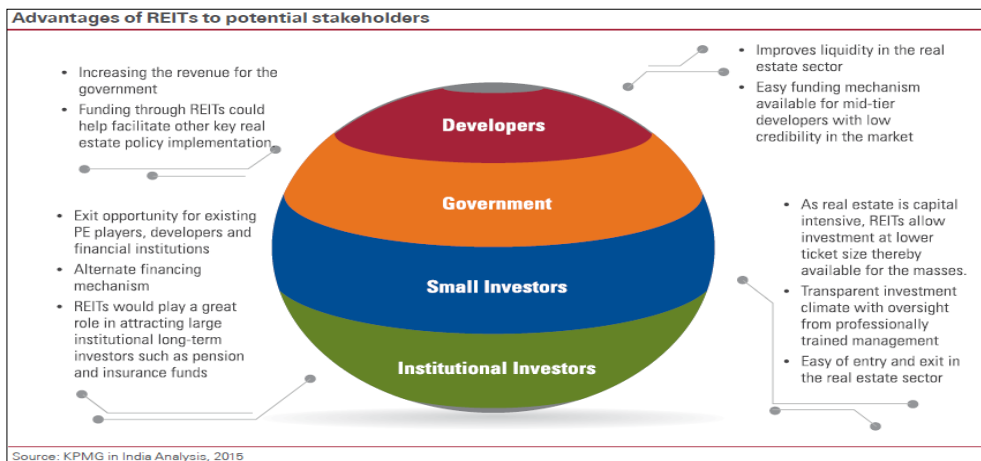 Advantages of REITs to potential stakeholders
• Increasing the revenue for the
government
• Funding through REITs could
help facilitate other key real
estate policy implementation.
• Exit opportunity for existing
PE players, developers and
financial institutions
• Alternate financing
mechanism
• REITs would play a great
role in attracting large
institutional long-term
investors such as pension
and insurance funds
Developers
Government
Small Investors
Institutional Investors
• Improves liquidity in the real
estate sector
• Easy funding mechanism
available for mid-tier
developers with low
credibility in the market
• As real estate is capital
intensive, REITs allow
investment at lower
ticket size thereby
available for the masses.
• Transparent investment
climate with oversight
from professionally
trained management
• Easy of entry and exit in
the real estate sector
Source: KPMG in India Analysis, 2015